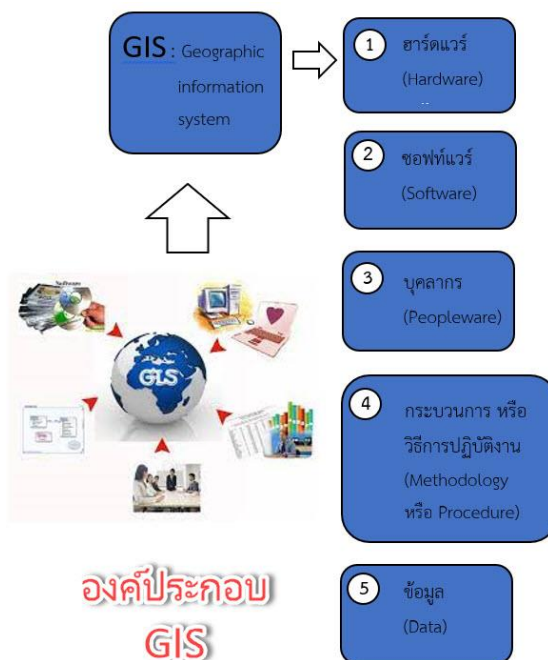 GIS : Geographic
information
system
1 ฮาร์ดแวร์
(Hardware)
2 ซอฟท์แวร์
(Software)
3 บุคลากร
(Peopleware)
4 กระบวนการ หรือ
วิธีการปฏิบัติงาน
(Methodology
หรือ Procedure)
5 ข้อมูล
(Data)
Software
GIS
องค์ประกอบ
GIS